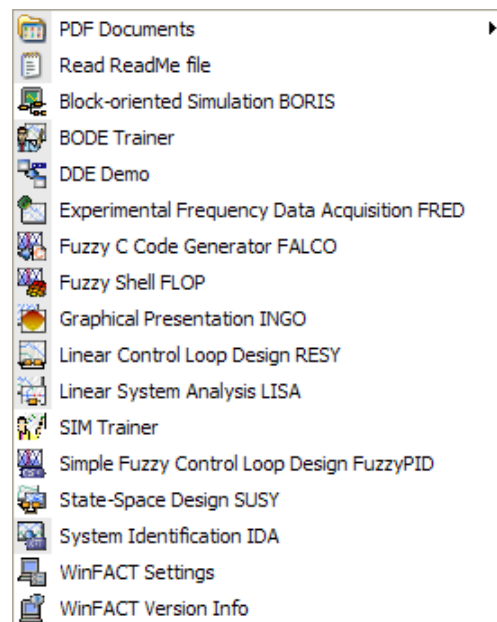 PDF Documents
Read ReadMe file
Block-oriented Simulation BORIS
BODE Trainer
DDE Demo
Experimental Frequency Data Acquisition FRED
Fuzzy C Code Generator FALCO
Fuzzy Shell FLOP
Graphical Presentation INGO
Linear Control Loop Design RESY
Linear System Analysis LISA
SIM Trainer
Simple Fuzzy Control Loop Design FuzzyPID
State-Space Design SUSY
System Identification IDA
WinFACT Settings
WinFACT Version Info